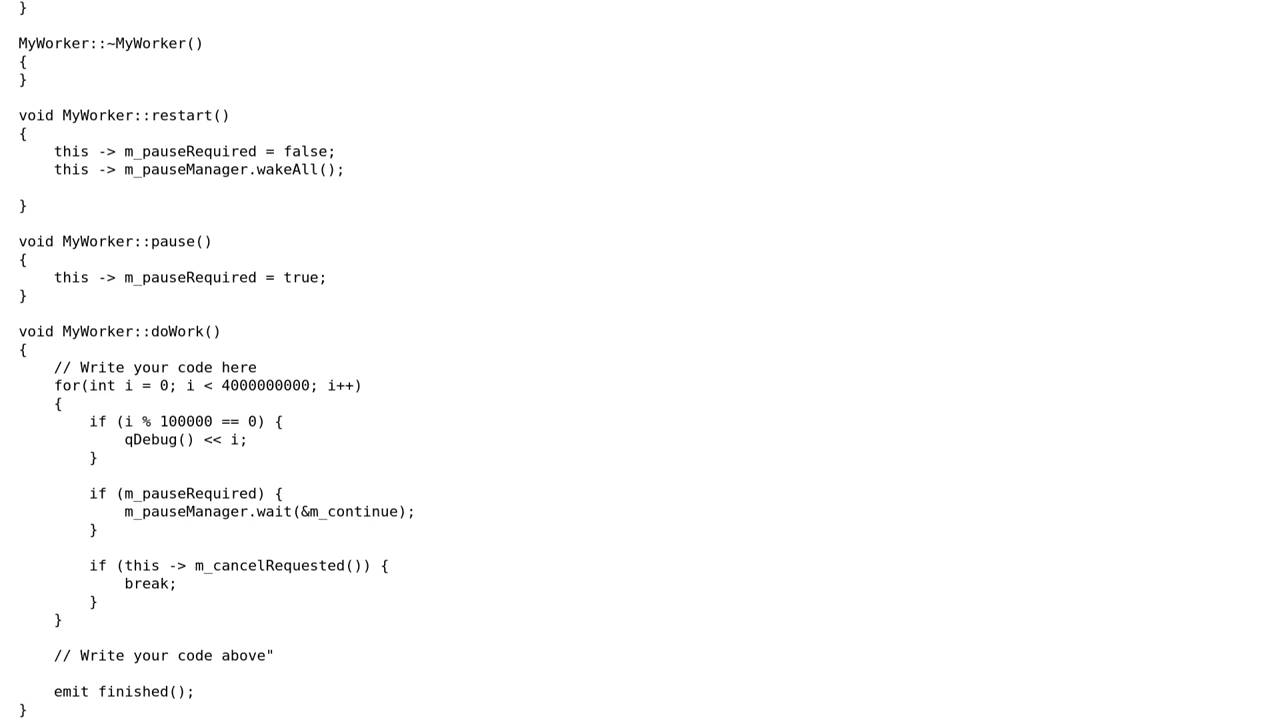 }
MyWorker::~MyWorker()
{
}
void MyWorker::restart()
{
    this -> m_pauseRequired = false;
    this -> m_pauseManager.wakeAll();
}
void MyWorker::pause()
{
    this -> m_pauseRequired = true;
}
void MyWorker::doWork()
{
    // Write your code here
    for(int i = 0; i < 4000000000; i++)
    {
        if (i % 100000 == 0) {
            qDebug() << i;
        }
        if (m_pauseRequired) {
            m_pauseManager.wait(&m_continue);
        }
        if (this -> m_cancelRequested()) {
            break;
        }
    }
    // Write your code above"
    emit finished();
}